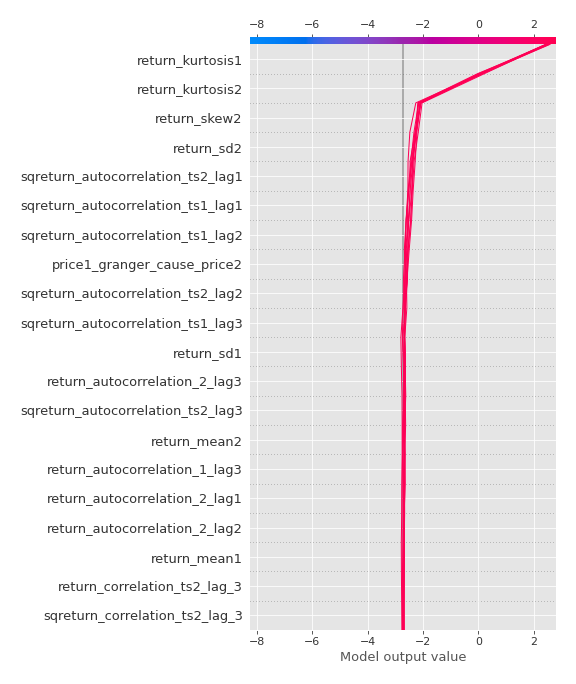 −8 −6 −4 −2 0 2
return_kurtosis1
return_kurtosis2
return_skew2
return_sd2
sqreturn_autocorrelation_ts2_lag1
sqreturn_autocorrelation_ts1_lag1
sqreturn_autocorrelation_ts1_lag2
price1_granger_cause_price2
sqreturn_autocorrelation_ts2_lag2
sqreturn_autocorrelation_ts1_lag3
return_sd1
return_autocorrelation_2_lag3
sqreturn_autocorrelation_ts2_lag3
return_mean2
return_autocorrelation_1_lag3
return_autocorrelation_2_lag1
return_autocorrelation_2_lag2
return_mean1
return_correlation_ts2_lag_3
sqreturn_correlation_ts2_lag_3
−8 −6 −4 −2 0 2
Model output value